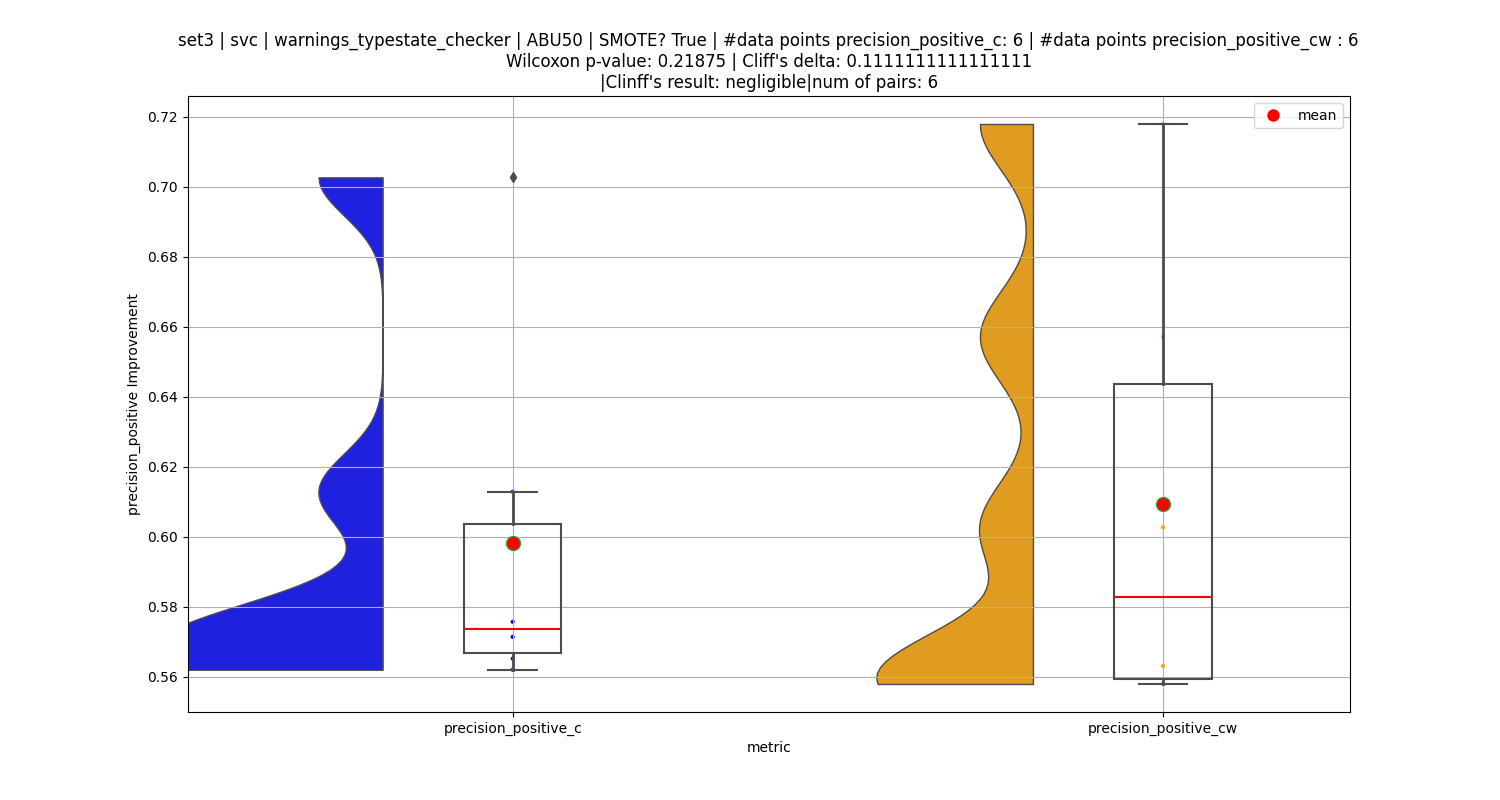 set3 | svc | warnings_typestate_checker | ABU50 | SMOTE? True | #data points precision_positive_c: 6 | #data points precision_positive_cw : 6
Wilcoxon p-value: 0.21875 | Cliff's delta: 0.1111111111111111
|Clinff's result: negligible|num of pairs: 6
mean
0.72
0.70
0.68
0.66
0.64
0.62
0.60
0.58
0.56
precision_positive Improvement
precision_positive_c
precision_positive_cw
metric